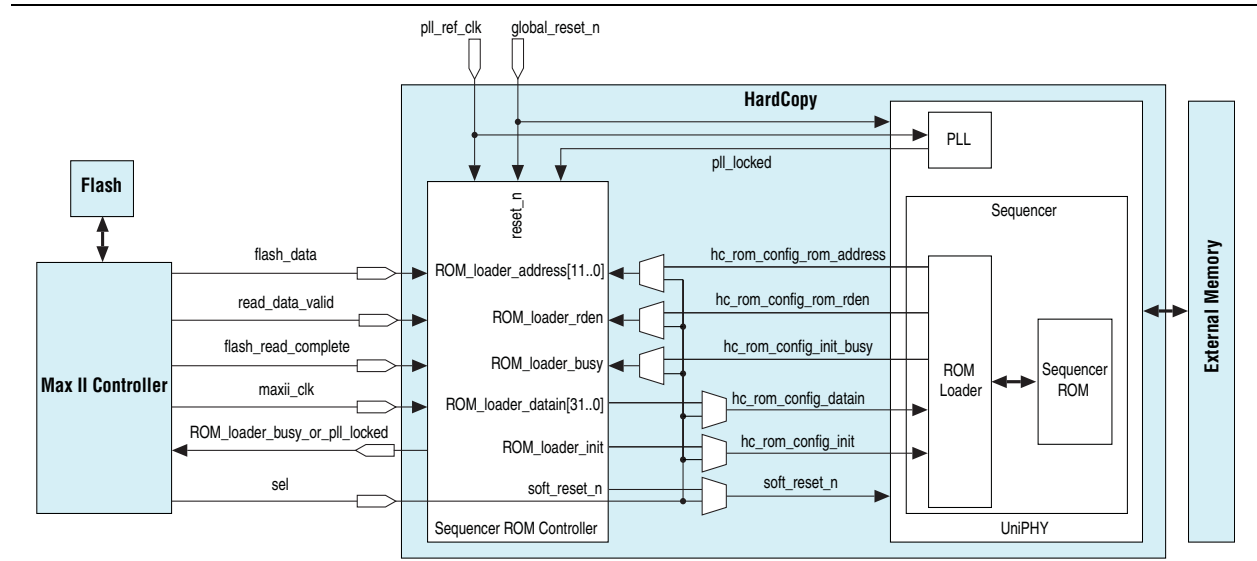 pll_ref_clk
global_reset_n
HardCopy
PLL
pll_locked
Flash
reset_n
Sequencer
flash_data
ROM_loader_address[11..0]
hc_rom_config_rom_address
read_data_valid
ROM_loader_rden
hc_rom_config_rom_rden
flash_read_complete
ROM_loader_busy
hc_rom_config_init_busy
Max II Controller
maxii_clk
ROM_loader_datain[31..0]
hc_rom_config_datain
ROM
Loader
Sequencer
ROM
External Memory
ROM_loader_busy_or_pll_locked
ROM_loader_init
hc_rom_config_init
sel
soft_reset_n
soft_reset_n
Sequencer ROM Controller
UniPHY